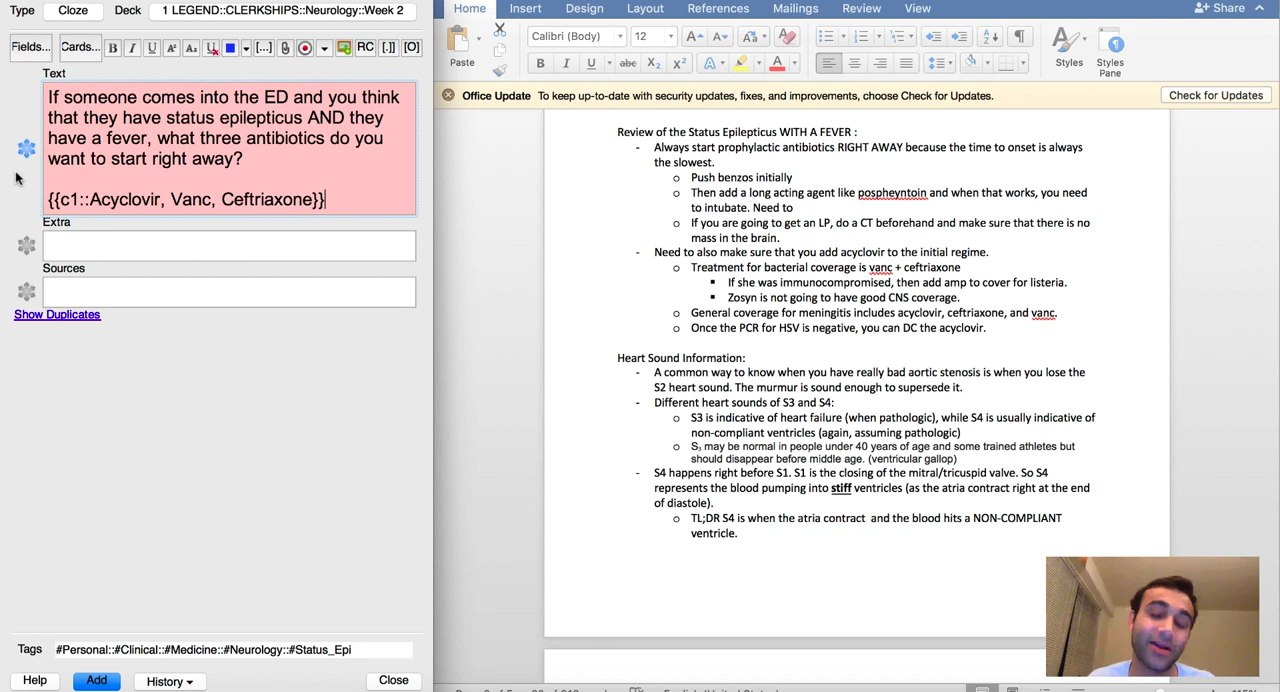 Type Cloze Deck 1 LEGEND::CLERKSHIPS::Neurology::Week 2
Fields... Cards... B I U A² A₂ U [...] RC [.] [O]
Text
If someone comes into the ED and you think
that they have status epilepticus AND they
have a fever, what three antibiotics do you
want to start right away?
{{c1::Acyclovir, Vanc, Ceftriaxone}}
Extra
Sources
Show Duplicates
Tags #Personal::#Clinical::#Medicine::#Neurology::#Status_Epi
Help Add History Close
Home Insert Design Layout References Mailings Review View Share
Calibri (Body) 12
Paste B I U abc X₂ X² Styles Styles
Pane
Office Update To keep up-to-date with security updates, fixes, and improvements, choose Check for Updates. Check for Updates
Review of the Status Epilepticus WITH A FEVER :
- Always start prophylactic antibiotics RIGHT AWAY because the time to onset is always
the slowest.
o Push benzos initially
o Then add a long acting agent like pospheyntoin and when that works, you need
to intubate. Need to
o If you are going to get an LP, do a CT beforehand and make sure that there is no
mass in the brain.
- Need to also make sure that you add acyclovir to the initial regime.
o Treatment for bacterial coverage is vanc + ceftriaxone
▪ If she was immunocompromised, then add amp to cover for listeria.
▪ Zosyn is not going to have good CNS coverage.
o General coverage for meningitis includes acyclovir, ceftriaxone, and vanc.
o Once the PCR for HSV is negative, you can DC the acyclovir.
Heart Sound Information:
- A common way to know when you have really bad aortic stenosis is when you lose the
S2 heart sound. The murmur is sound enough to supersede it.
- Different heart sounds of S3 and S4:
o S3 is indicative of heart failure (when pathologic), while S4 is usually indicative of
non-compliant ventricles (again, assuming pathologic)
o S₃ may be normal in people under 40 years of age and some trained athletes but
should disappear before middle age. (ventricular gallop)
- S4 happens right before S1. S1 is the closing of the mitral/tricuspid valve. So S4
represents the blood pumping into stiff ventricles (as the atria contract right at the end
of diastole).
o TL;DR S4 is when the atria contract and the blood hits a NON-COMPLIANT
ventricle.